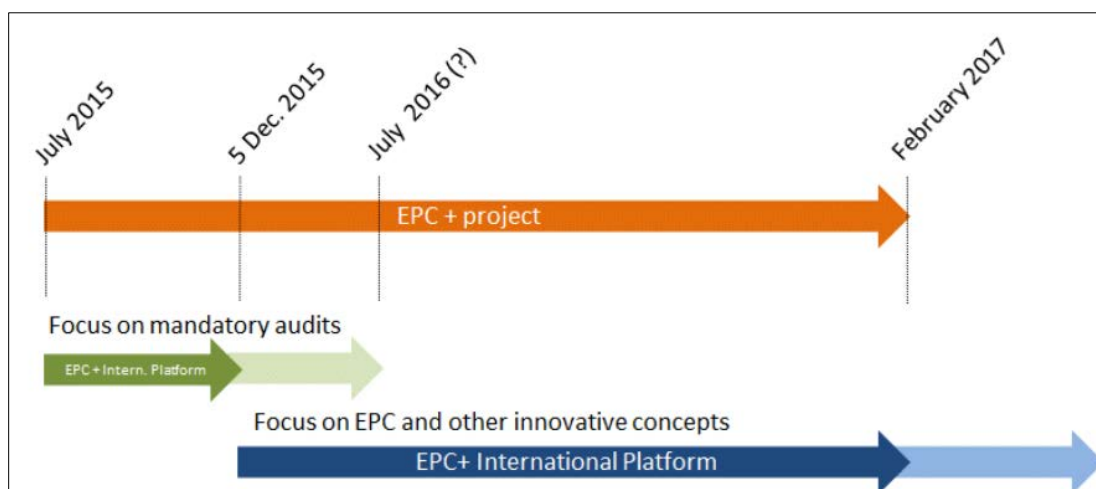 July 2015
5 Dec. 2015
July 2016 (?)
February 2017
EPC + project
Focus on mandatory audits
EPC + Intern. Platform
Focus on EPC and other innovative concepts
EPC+ International Platform